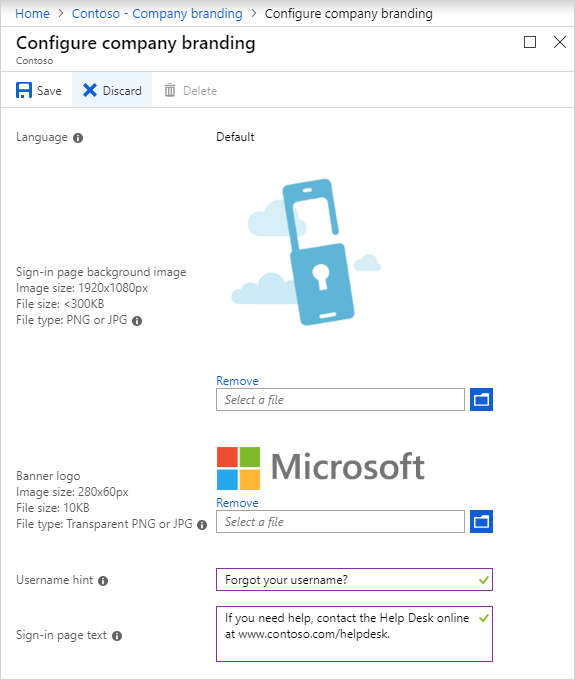 Home > Contoso - Company branding > Configure company branding
Configure company branding
Contoso
Save Discard Delete
Language Default
Sign-in page background image
Image size: 1920x1080px
File size: <300KB
File type: PNG or JPG
Remove
Select a file
Microsoft
Banner logo
Image size: 280x60px
File size: 10KB
File type: Transparent PNG or JPG
Remove
Select a file
Username hint Forgot your username?
Sign-in page text
If you need help, contact the Help Desk online
at www.contoso.com/helpdesk.